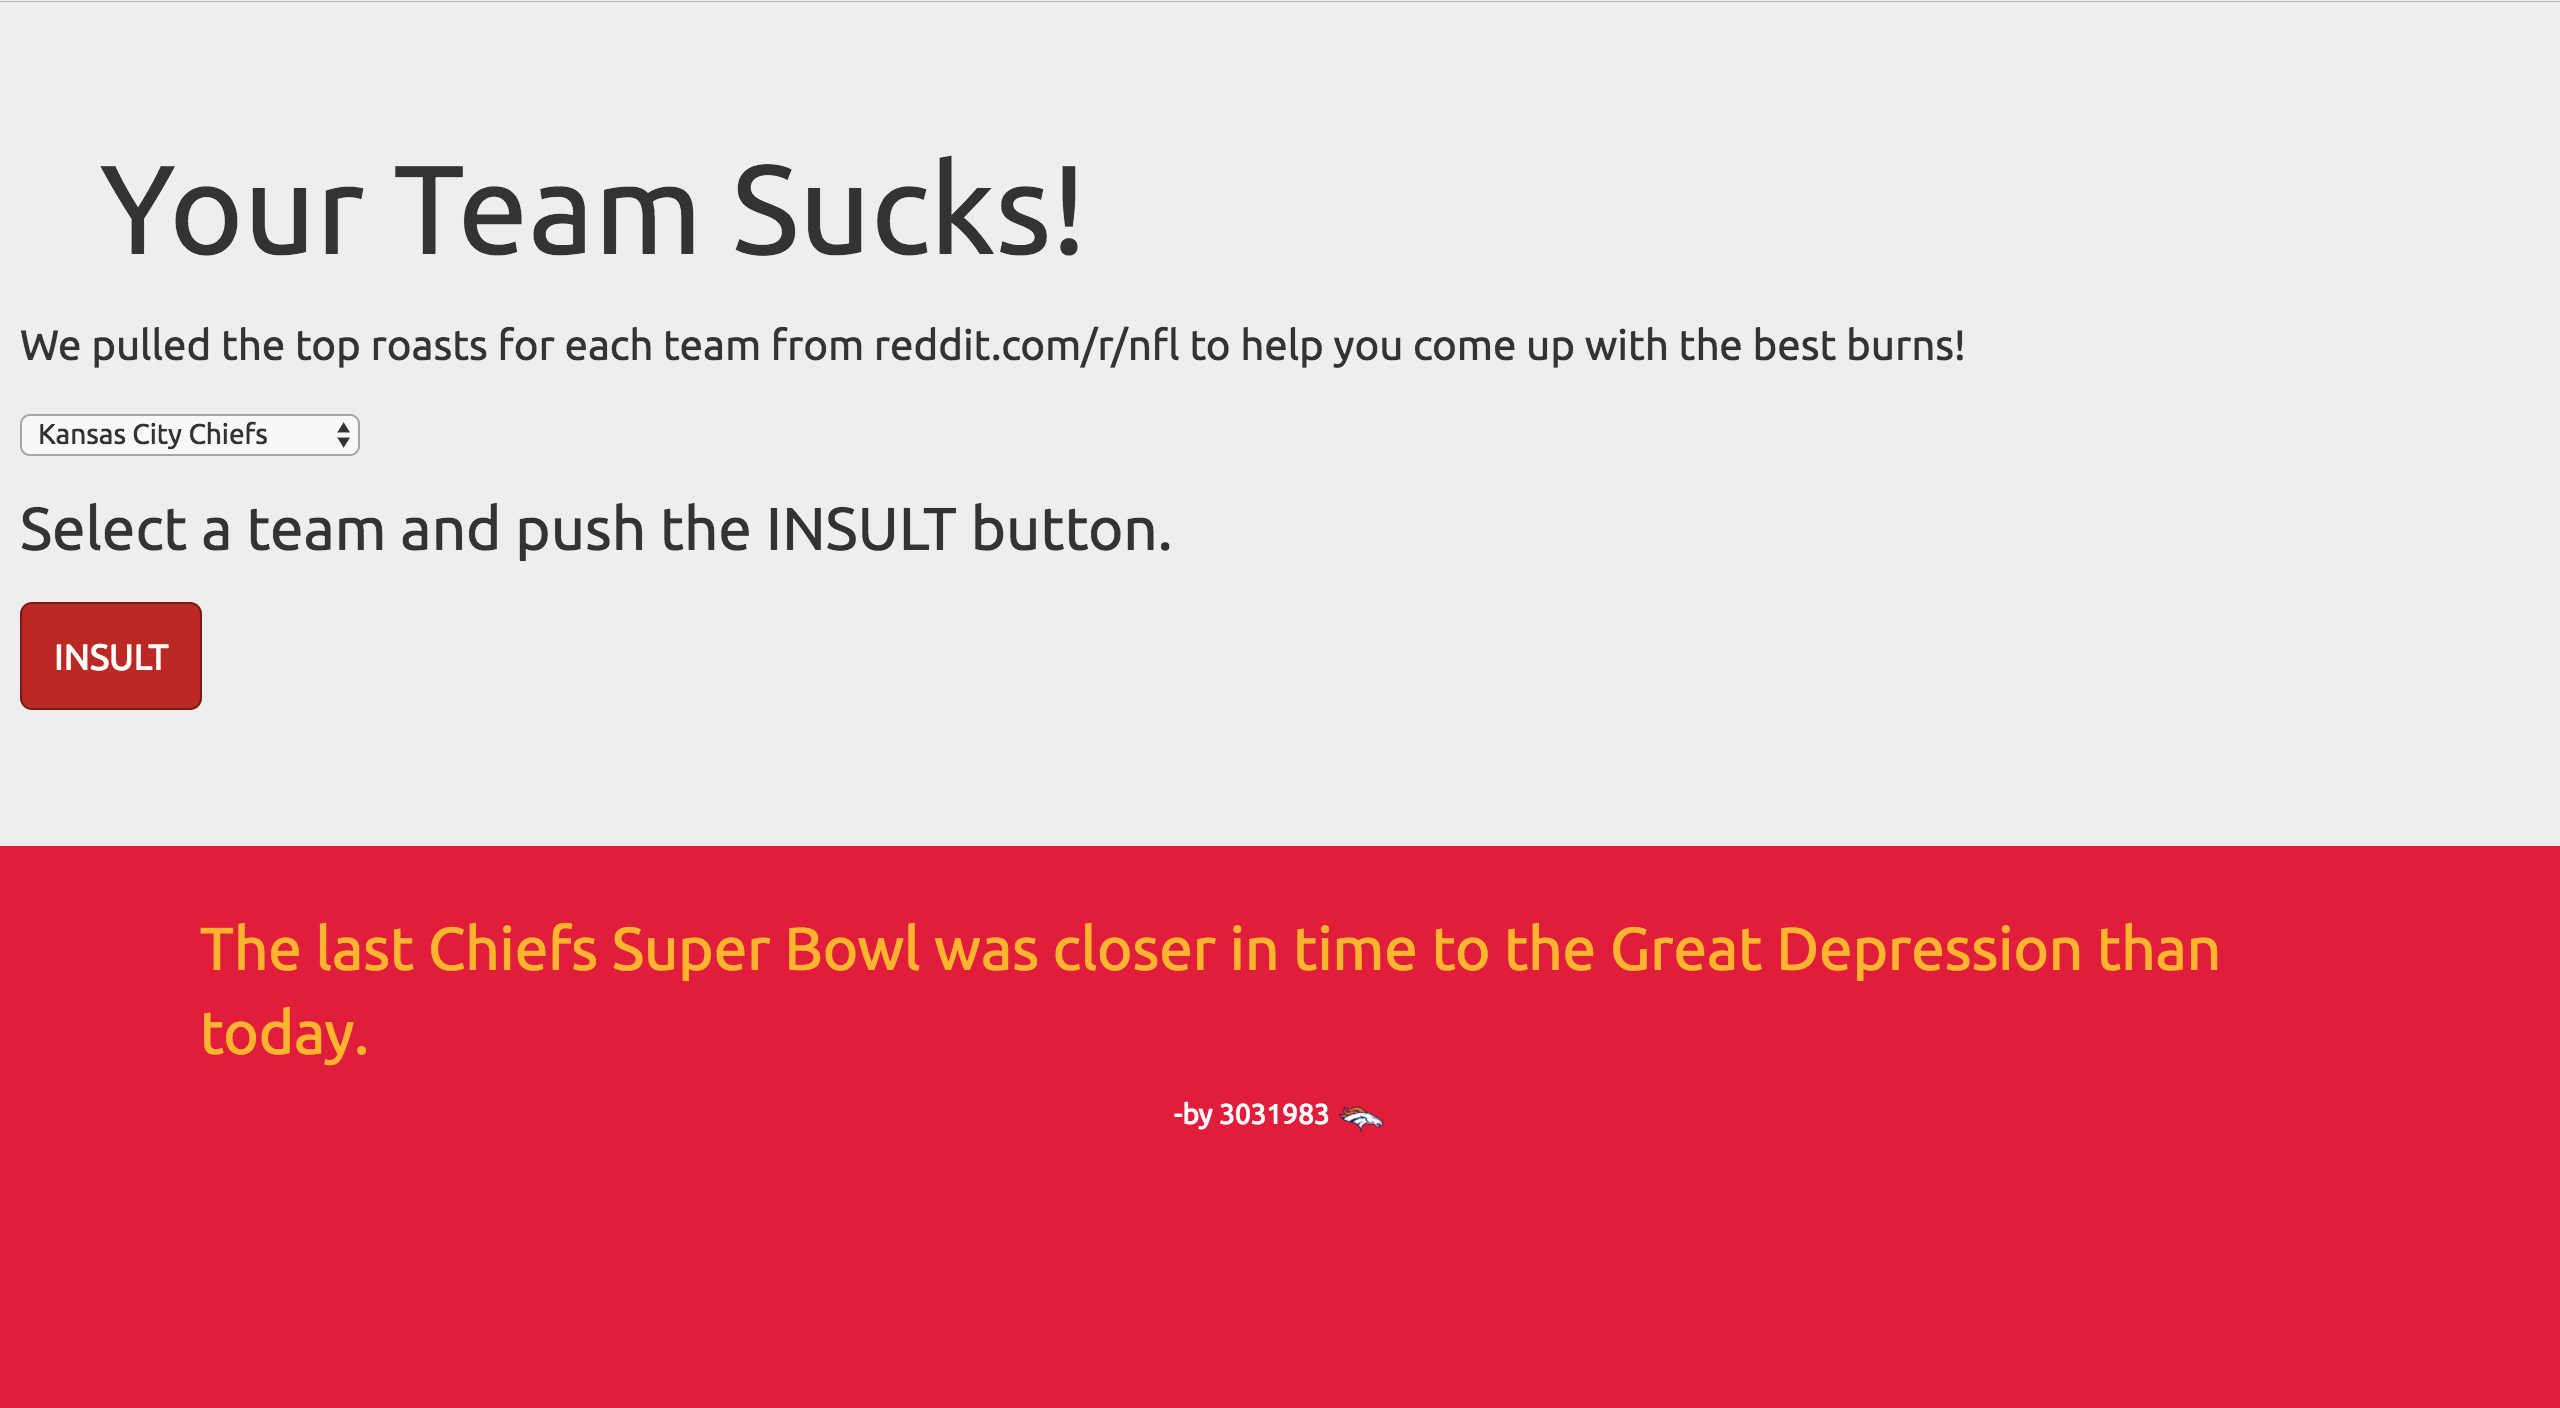 Your Team Sucks!
We pulled the top roasts for each team from reddit.com/r/nfl to help you come up with the best burns!
Kansas City Chiefs
Select a team and push the INSULT button.
INSULT
The last Chiefs Super Bowl was closer in time to the Great Depression than
today.
-by 3031983